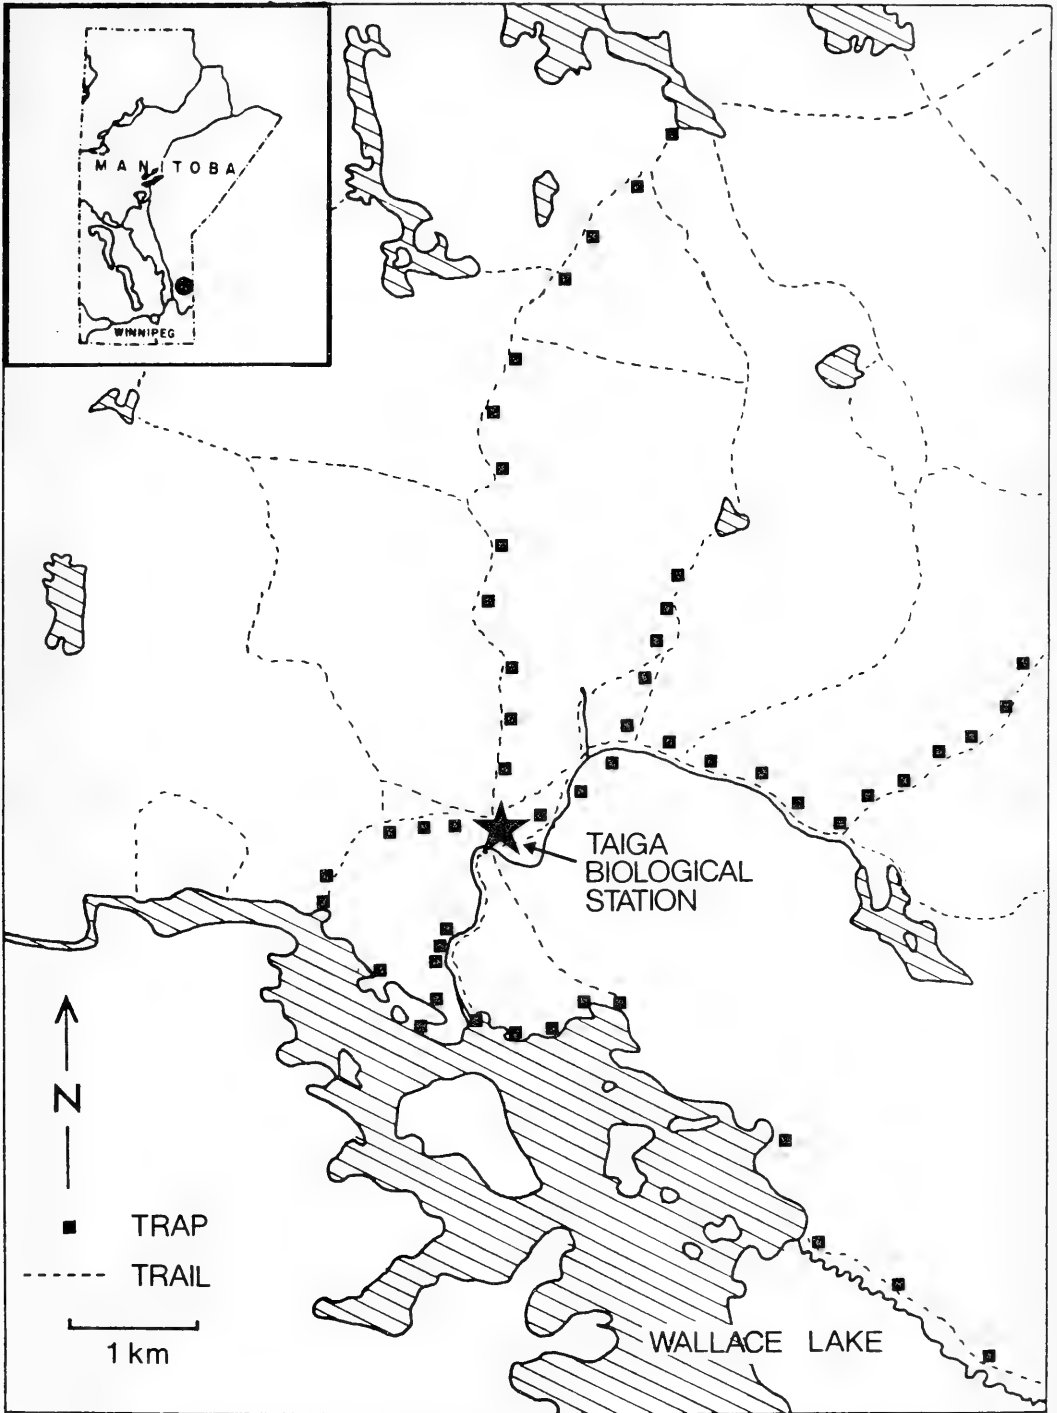 MANITOBA
WINNIPEG
TAIGA
BIOLOGICAL
STATION
N
TRAP
TRAIL
1 km
WALLACE LAKE